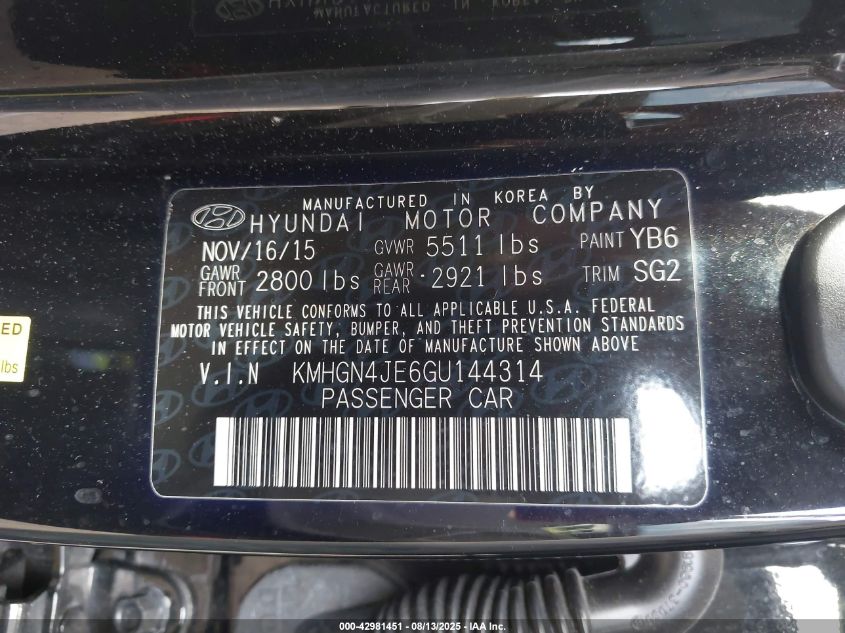 MANUFACTURED IN KOREA BY
HYUNDAI MOTOR COMPANY
NOV/16/15 GVWR 5511 lbs PAINT YB6
GAWR FRONT 2800 lbs GAWR REAR 2921 lbs TRIM SG2
THIS VEHICLE CONFORMS TO ALL APPLICABLE U.S.A. FEDERAL
MOTOR VEHICLE SAFETY, BUMPER, AND THEFT PREVENTION STANDARDS
IN EFFECT ON THE DATE OF MANUFACTURE SHOWN ABOVE
V.I.N KMHGN4JE6GU144314
PASSENGER CAR
ED
lbs
000-42981451 - 08/13/2025 - IAA Inc.